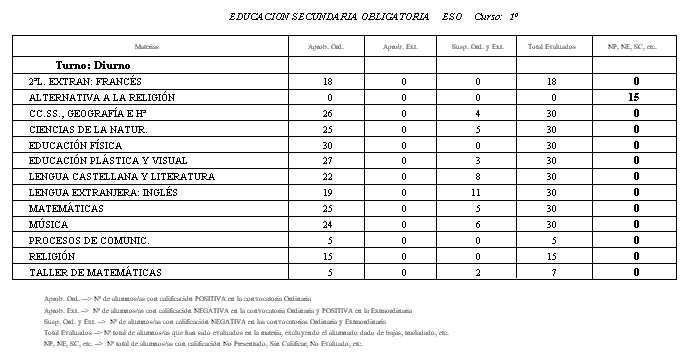 EDUCACION SECUNDARIA OBLIGATORIA ESO Curso: 1º
Materias Aprob. Ord. Aprob. Ext. Susp. Ord. y Ext. Total Evaluados NP, NE, SC, etc.
Turno: Diurno
2ªL. EXTRAN: FRANCÉS 18 0 0 18 0
ALTERNATIVA A LA RELIGIÓN 0 0 0 0 15
CC.SS., GEOGRAFÍA E Hª 26 0 4 30 0
CIENCIAS DE LA NATUR. 25 0 5 30 0
EDUCACIÓN FÍSICA 30 0 0 30 0
EDUCACIÓN PLÁSTICA Y VISUAL 27 0 3 30 0
LENGUA CASTELLANA Y LITERATURA 22 0 8 30 0
LENGUA EXTRANJERA: INGLÉS 19 0 11 30 0
MATEMÁTICAS 25 0 5 30 0
MÚSICA 24 0 6 30 0
PROCESOS DE COMUNIC. 5 0 0 5 0
RELIGIÓN 15 0 0 15 0
TALLER DE MATEMÁTICAS 5 0 2 7 0
Aprob. Ord. --> Nº de alumnos/as con calificación POSITIVA en la convocatoria Ordinaria
Aprob. Ext. --> Nº de alumnos/as con calificación NEGATIVA en la convocatoria Ordinaria y POSITIVA en la Extraordinaria
Susp. Ord. y Ext. --> Nº de alumnos/as con calificación NEGATIVA en las convocatorias Ordinaria y Extraordinaria
Total Evaluados --> Nº total de alumnos/as que han sido evaluados en la materia, excluyendo el alumnado dado de bajas, trasladado, etc.
NP, NE, SC, etc. --> Nº total de alumnos/as con calificación No Presentado, Sin Calificar, No Evaluado, etc.